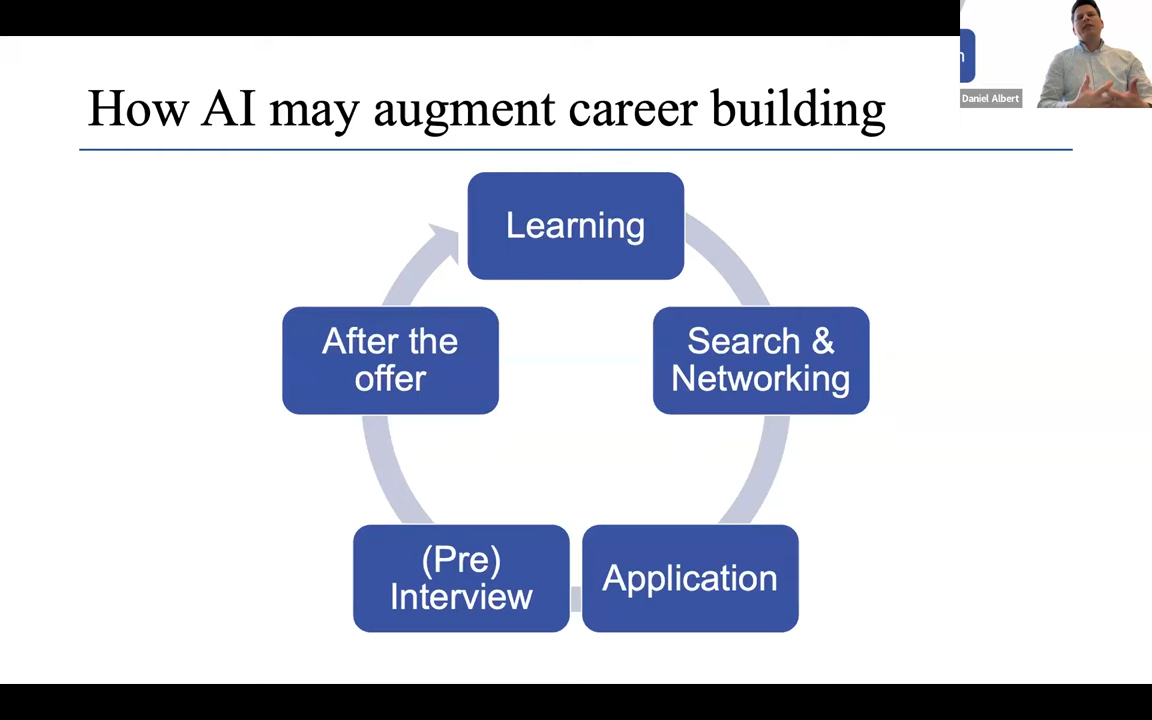 How AI may augment career building
n
Daniel Albert
Learning
Search &
Networking
Application
(Pre)
Interview
After the
offer